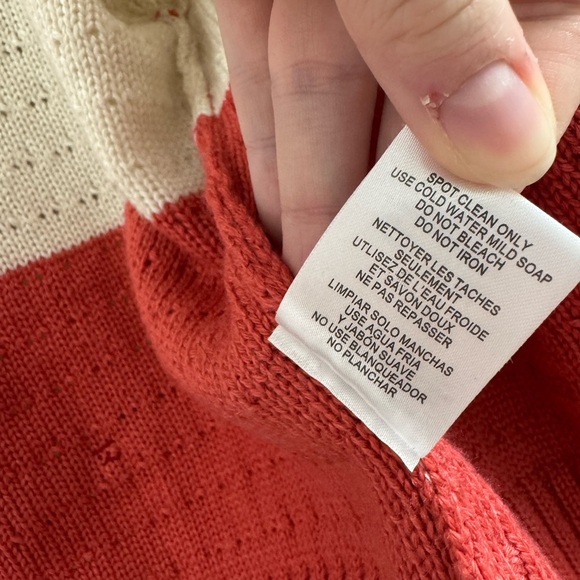 SPOT CLEAN ONLY
USE COLD WATER MILD SOAP
DO NOT BLEACH
DO NOT IRON
NETTOYER LES TACHES
SEULEMENT
UTLISEZ DE L'EAU FROIDE
ET SAVON DOUX
NE PAS REPASSER
LIMPIAR SOLO MANCHAS
USE AGUA FRIA
Y JABÓN SUAVE
NO USE BLANQUEADOR
NO PLANCHAR